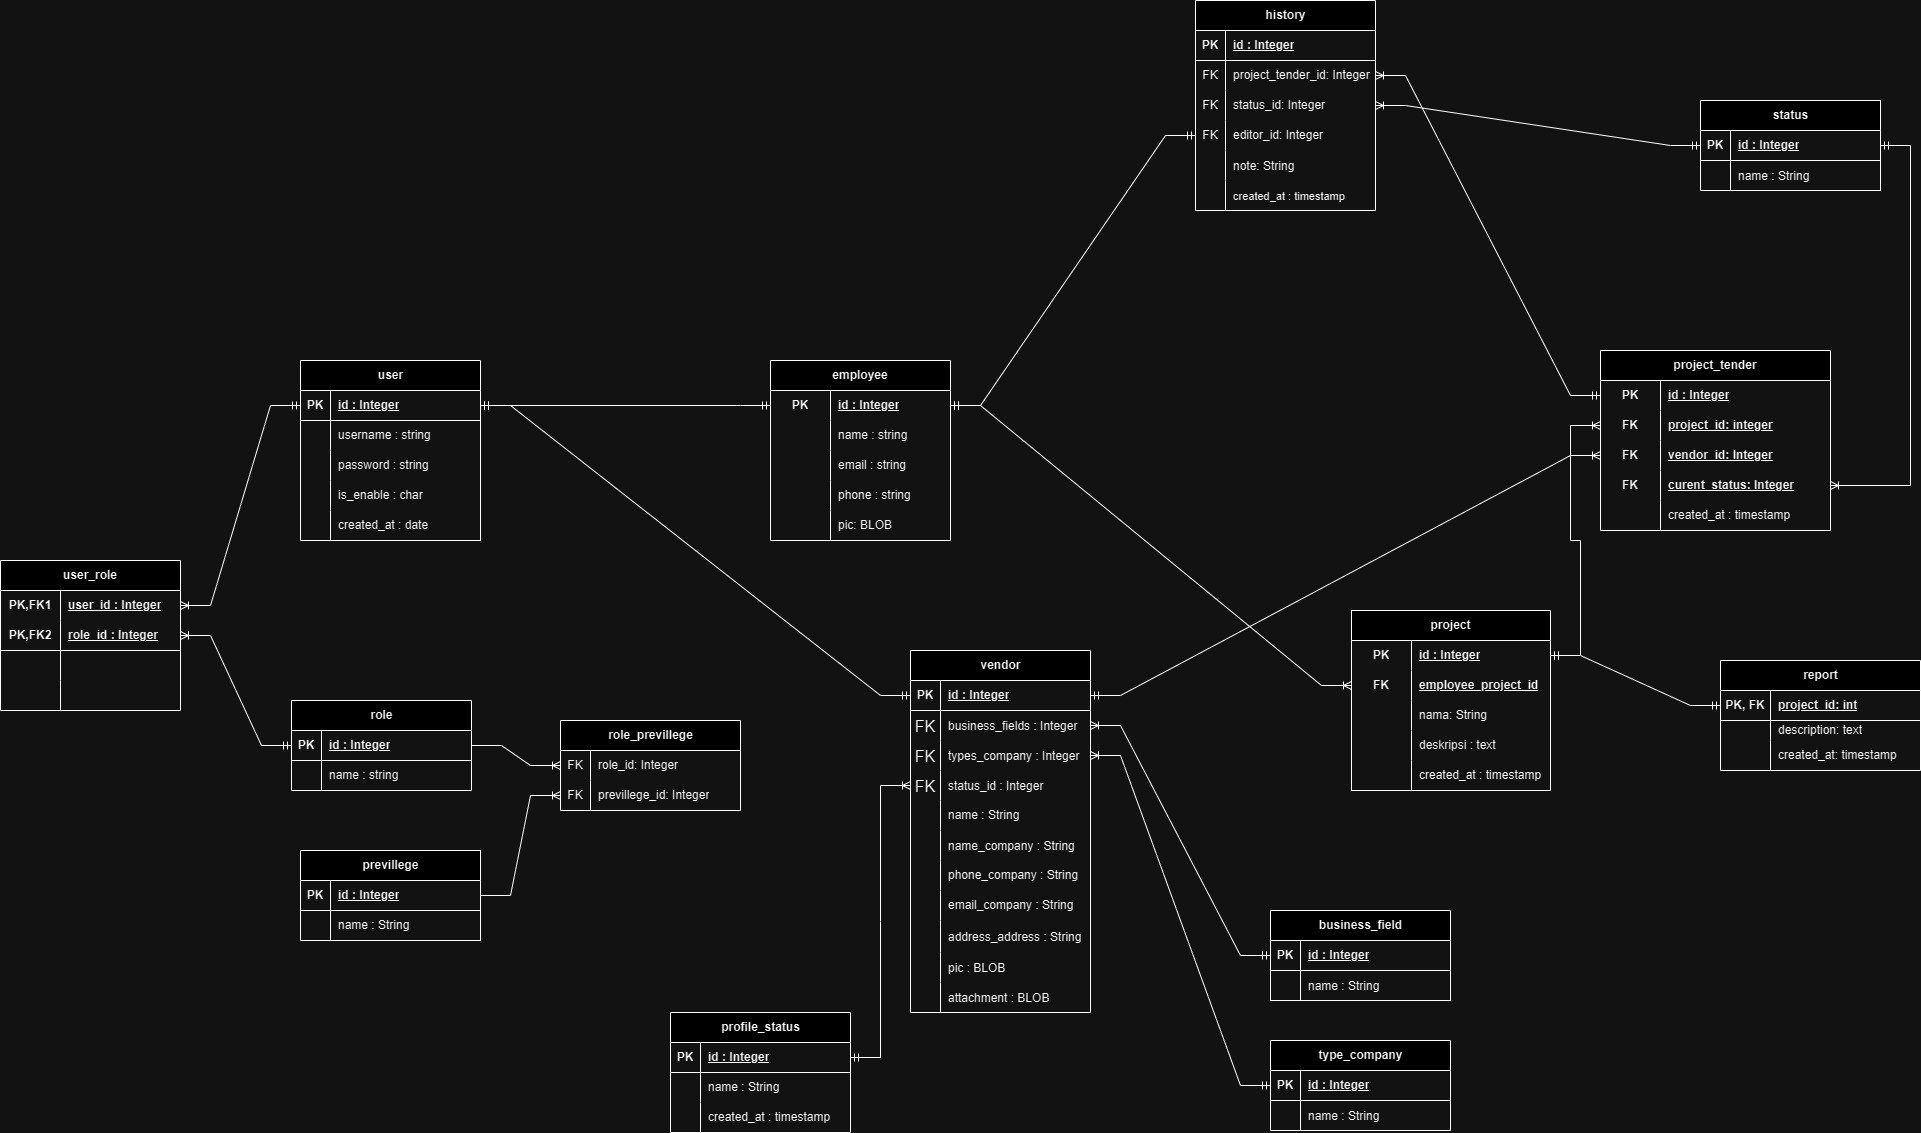 history
PK id : Integer
FK project_tender_id: Integer
FK status_id: Integer
FK editor_id: Integer
note: String
created_at : timestamp
status
PK id : Integer
name : String
user
PK id : Integer
username : string
password : string
is_enable : char
created_at : date
employee
PK id : Integer
name : string
email : string
phone : string
pic: BLOB
project_tender
PK id : Integer
FK project_id: integer
FK vendor_id: Integer
FK curent_status: Integer
created_at : timestamp
user_role
PK,FK1 user_id : Integer
PK,FK2 role_id : Integer
role
PK id : Integer
name : string
role_previllege
FK role_id: Integer
FK previllege_id: Integer
previllege
PK id : Integer
name : String
vendor
PK id : Integer
FK business_fields : Integer
FK types_company : Integer
FK status_id : Integer
name : String
name_company : String
phone_company : String
email_company : String
address_address : String
pic : BLOB
attachment : BLOB
project
PK id : Integer
FK employee_project_id
nama: String
deskripsi : text
created_at : timestamp
report
PK, FK project_id: int
description: text
created_at: timestamp
business_field
PK id : Integer
name : String
profile_status
PK id : Integer
name : String
created_at : timestamp
type_company
PK id : Integer
name : String